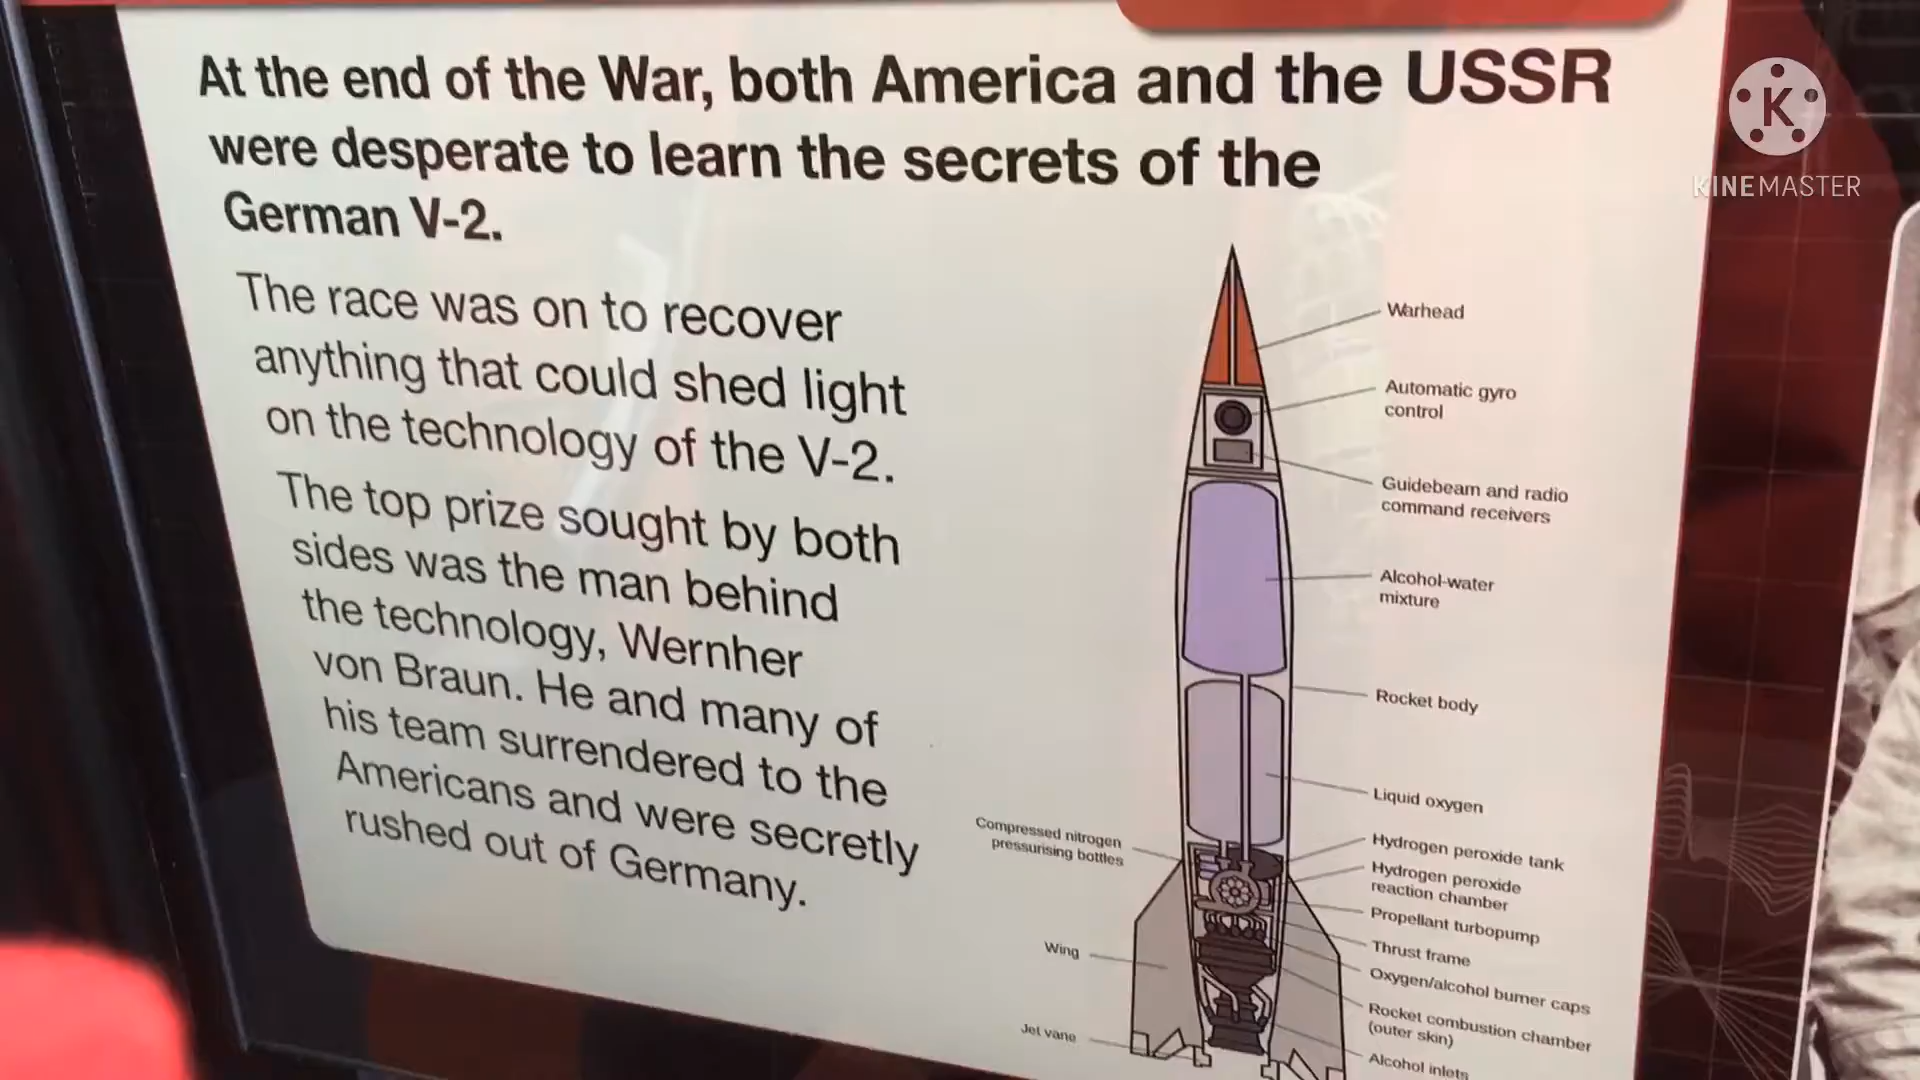 At the end of the War, both America and the USSR
were desperate to learn the secrets of the
German V-2.
The race was on to recover
anything that could shed light
on the technology of the V-2.
The top prize sought by both
sides was the man behind
the technology, Wernher
von Braun. He and many of
his team surrendered to the
Americans and were secretly
rushed out of Germany.
Warhead
Automatic gyro
control
Guidebeam and radio
command receivers
Alcohol-water
mixture
Rocket body
Liquid oxygen
Hydrogen peroxide tank
Hydrogen peroxide
reaction chamber
Propellant turbopump
Thrust frame
Oxygen/alcohol burner caps
Rocket combustion chamber
(outer skin)
Alcohol inlets
Compressed nitrogen
pressurising bottles
Wing
Jet vane
K
KINEMASTER